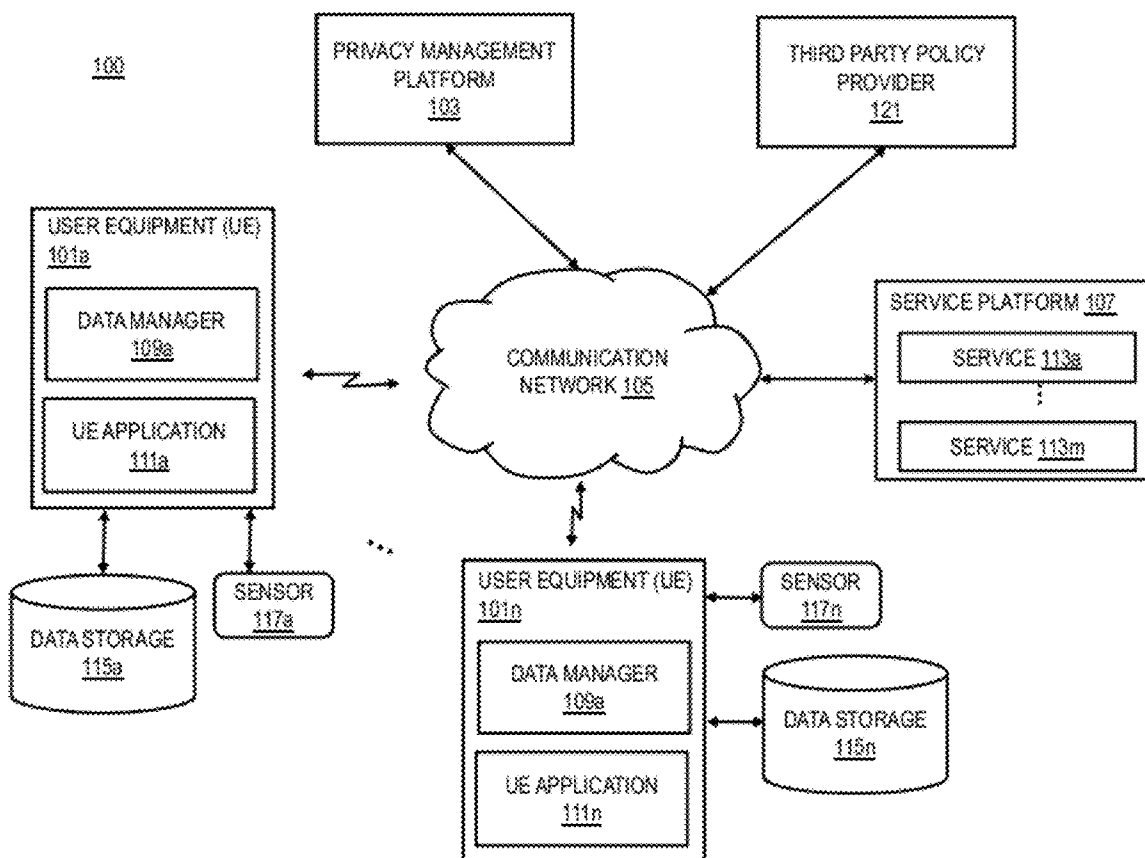 100
PRIVACY MANAGEMENT
PLATFORM
103
THIRD PARTY POLICY
PROVIDER
121
USER EQUIPMENT (UE)
101a
DATA MANAGER
109a
UE APPLICATION
111a
DATA STORAGE
115a
SENSOR
117a
COMMUNICATION
NETWORK 105
SERVICE PLATFORM 107
SERVICE 113a
SERVICE 113m
USER EQUIPMENT (UE)
101n
DATA MANAGER
109a
UE APPLICATION
111n
SENSOR
117n
DATA STORAGE
115n